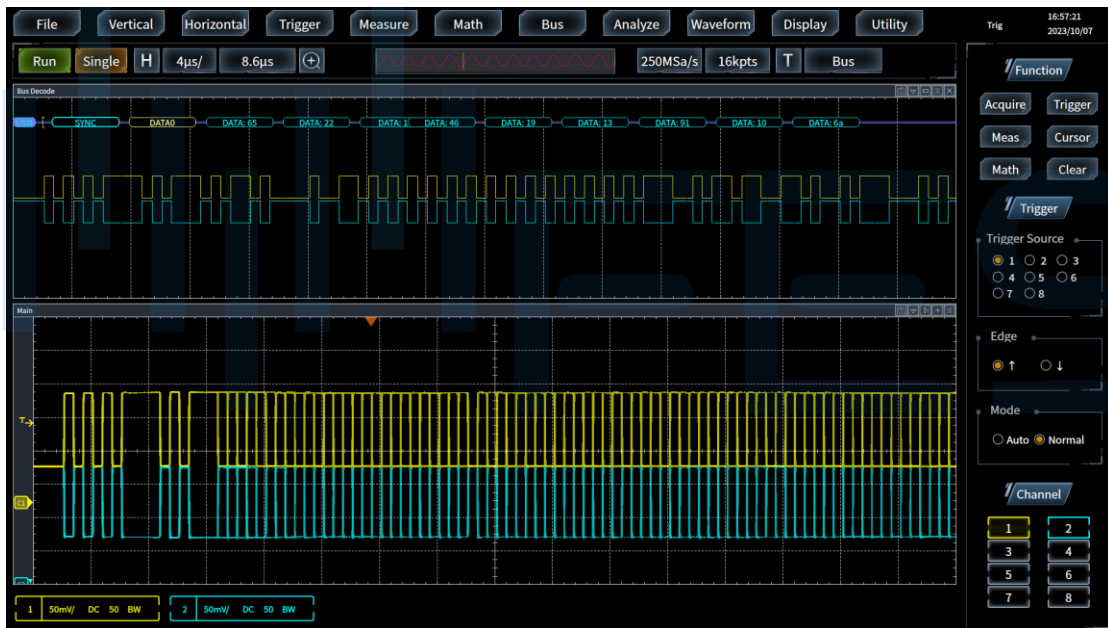 File Vertical Horizontal Trigger Measure Math Bus Analyze Waveform Display Utility Trig 16:57:21
2023/10/07
Run Single H 4μs/ 8.6μs 250MSa/s 16kpts T Bus
Function
Bus Decode
Acquire Trigger
SYNC DATA0 DATA: 65 DATA: 22 DATA: 1 DATA: 46 DATA: 19 DATA: 13 DATA: 91 DATA: 10 DATA: 6a
Meas Cursor
Math Clear
Trigger
Trigger Source
1 2 3
4 5 6
7 8
Main
Edge
↑ ↓
Mode
T
Auto Normal
Channel
C1
1 2
3 4
5 6
7 8
1 50mV/ DC 50 BW 2 50mV/ DC 50 BW